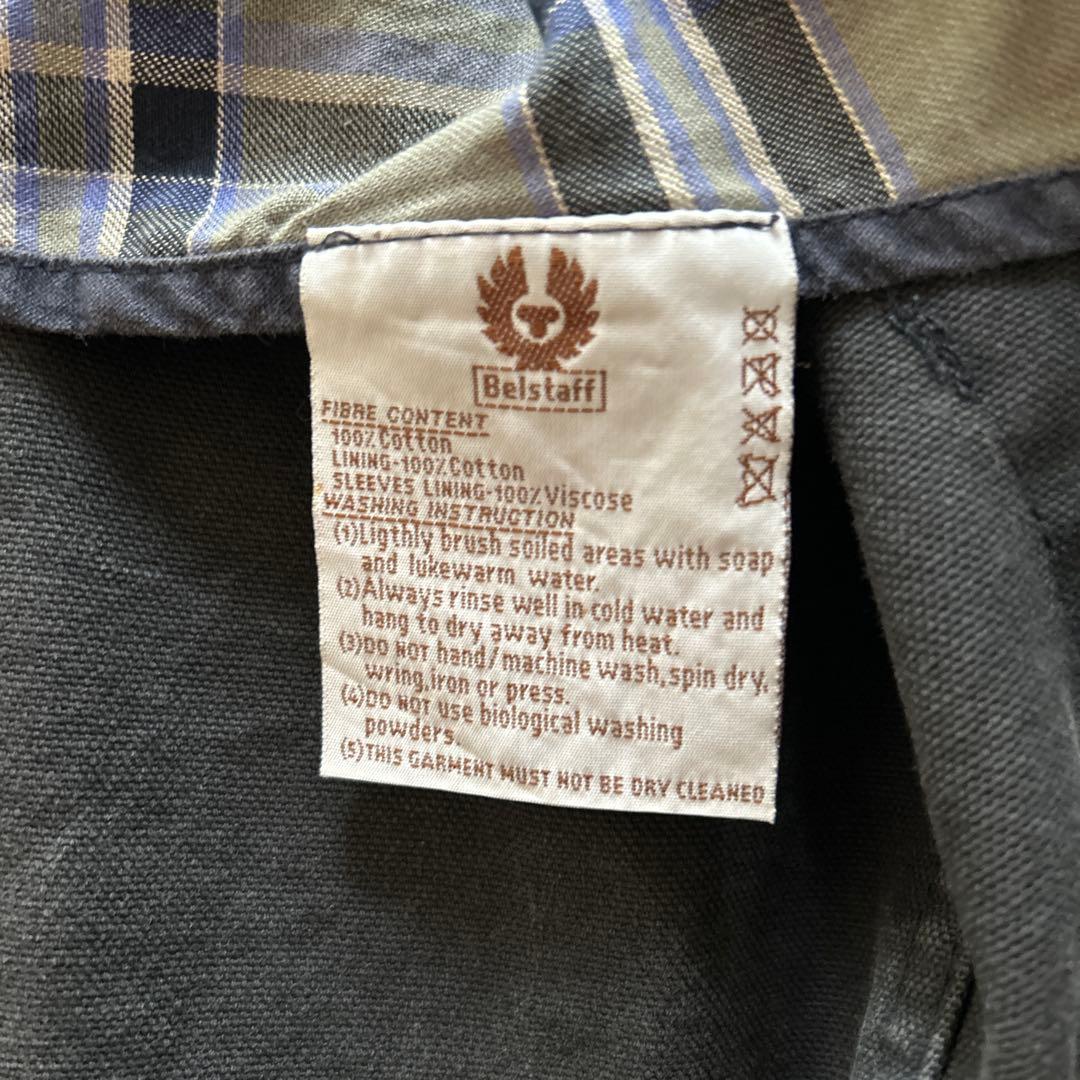 Belstaff
FIBRE CONTENT
100%Cotton
LINING-100%Cotton
SLEEVES LINING-100%Viscose
WASHING INSTRUCTION
(1)Ligthly brush soiled areas with soap
and lukewarm water.
(2)Always rinse well in cold water and
hang to dry away from heat.
(3)DO NOT hand/machine wash,spin dry,
wring,iron or press.
(4)DO NOT use biological washing
powders.
(5)THIS GARMENT MUST NOT BE DRY CLEANED